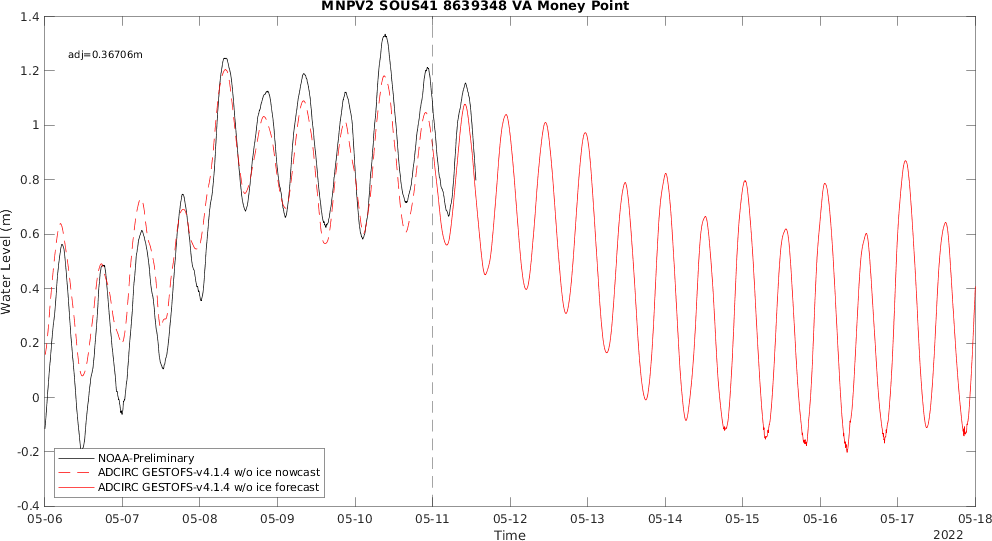 MNPV2 SOUS41 8639348 VA Money Point
adj=0.36706m
Water Level (m)
1.4
1.2
1
0.8
0.6
0.4
0.2
0
-0.2
-0.4
NOAA-Preliminary
ADCIRC GESTOFS-v4.1.4 w/o ice nowcast
ADCIRC GESTOFS-v4.1.4 w/o ice forecast
05-06 05-07 05-08 05-09 05-10 05-11 05-12 05-13 05-14 05-15 05-16 05-17 05-18
Time
2022